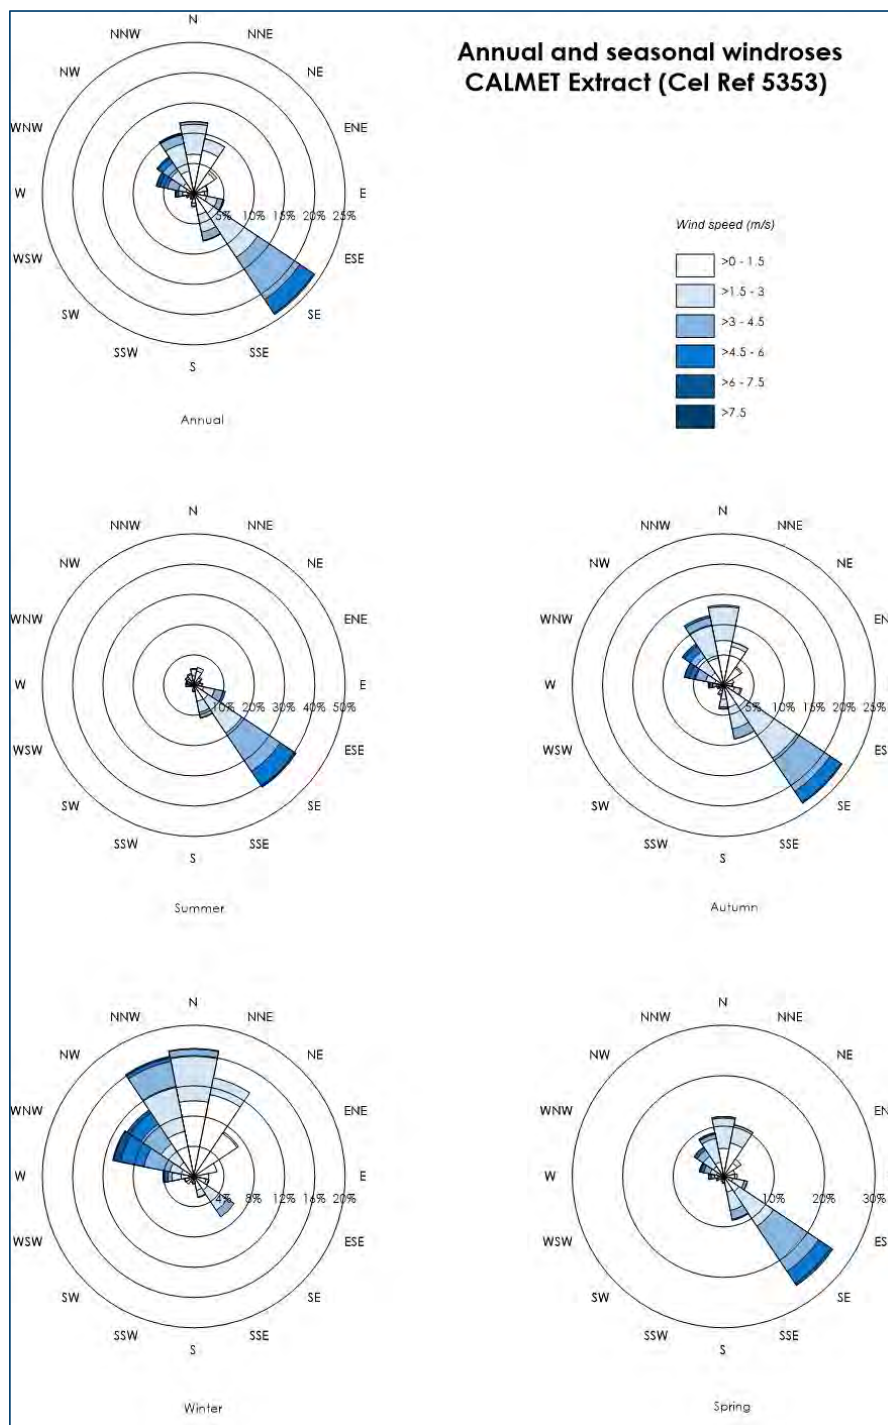 Annual and seasonal windroses
CALMET Extract (Cel Ref 5353)
N
NNW NNE
NW NE
WNW ENE
W E
5% 10% 15% 20% 25%
WSW ESE
SW SE
SSW SSE
S
Annual
Wind speed (m/s)
>0 - 1.5
>1.5 - 3
>3 - 4.5
>4.5 - 6
>6 - 7.5
>7.5
N
NNW NNE
NW NE
WNW ENE
W E
10% 20% 30% 40% 50%
WSW ESE
SW SE
SSW SSE
S
Summer
N
NNW NNE
NW NE
WNW ENE
W E
5% 10% 15% 20% 25%
WSW ES
SW SE
SSW SSE
S
Autumn
N
NNW NNE
NW NE
WNW ENE
W E
4% 8% 12% 16% 20%
WSW ESE
SW SE
SSW SSE
S
Winter
N
NNW NNE
NW NE
WNW ENE
W E
10% 20% 30%
WSW ES
SW SE
SSW SSE
S
Spring